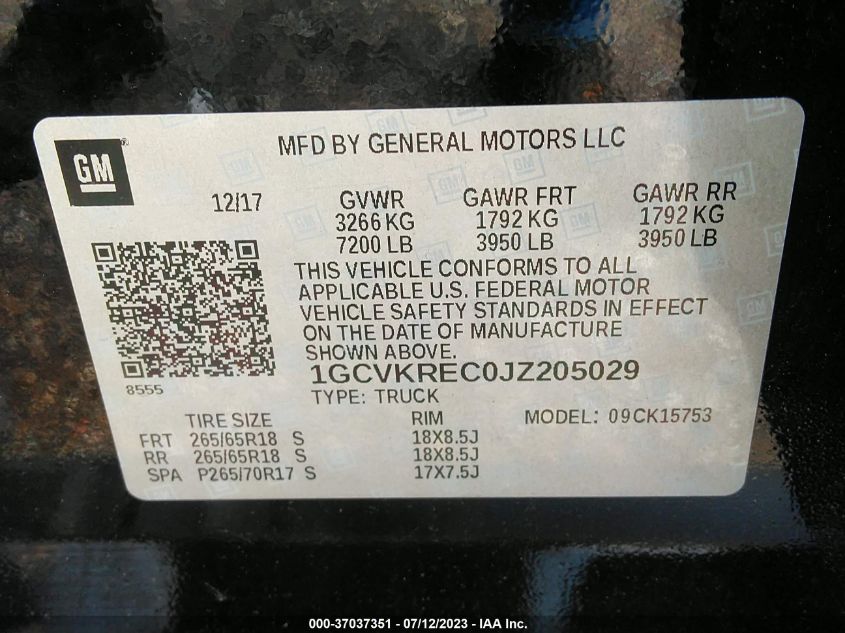 GM
MFD BY GENERAL MOTORS LLC
12/17 GVWR GAWR FRT GAWR RR
3266 KG 1792 KG 1792 KG
7200 LB 3950 LB 3950 LB
THIS VEHICLE CONFORMS TO ALL
APPLICABLE U.S. FEDERAL MOTOR
VEHICLE SAFETY STANDARDS IN EFFECT
ON THE DATE OF MANUFACTURE
SHOWN ABOVE.
1GCVKREC0JZ205029
8555
TYPE: TRUCK
TIRE SIZE RIM MODEL: 09CK15753
FRT 265/65R18 S 18X8.5J
RR 265/65R18 S 18X8.5J
SPA P265/70R17 S 17X7.5J
000-37037351 - 07/12/2023 - IAA Inc.